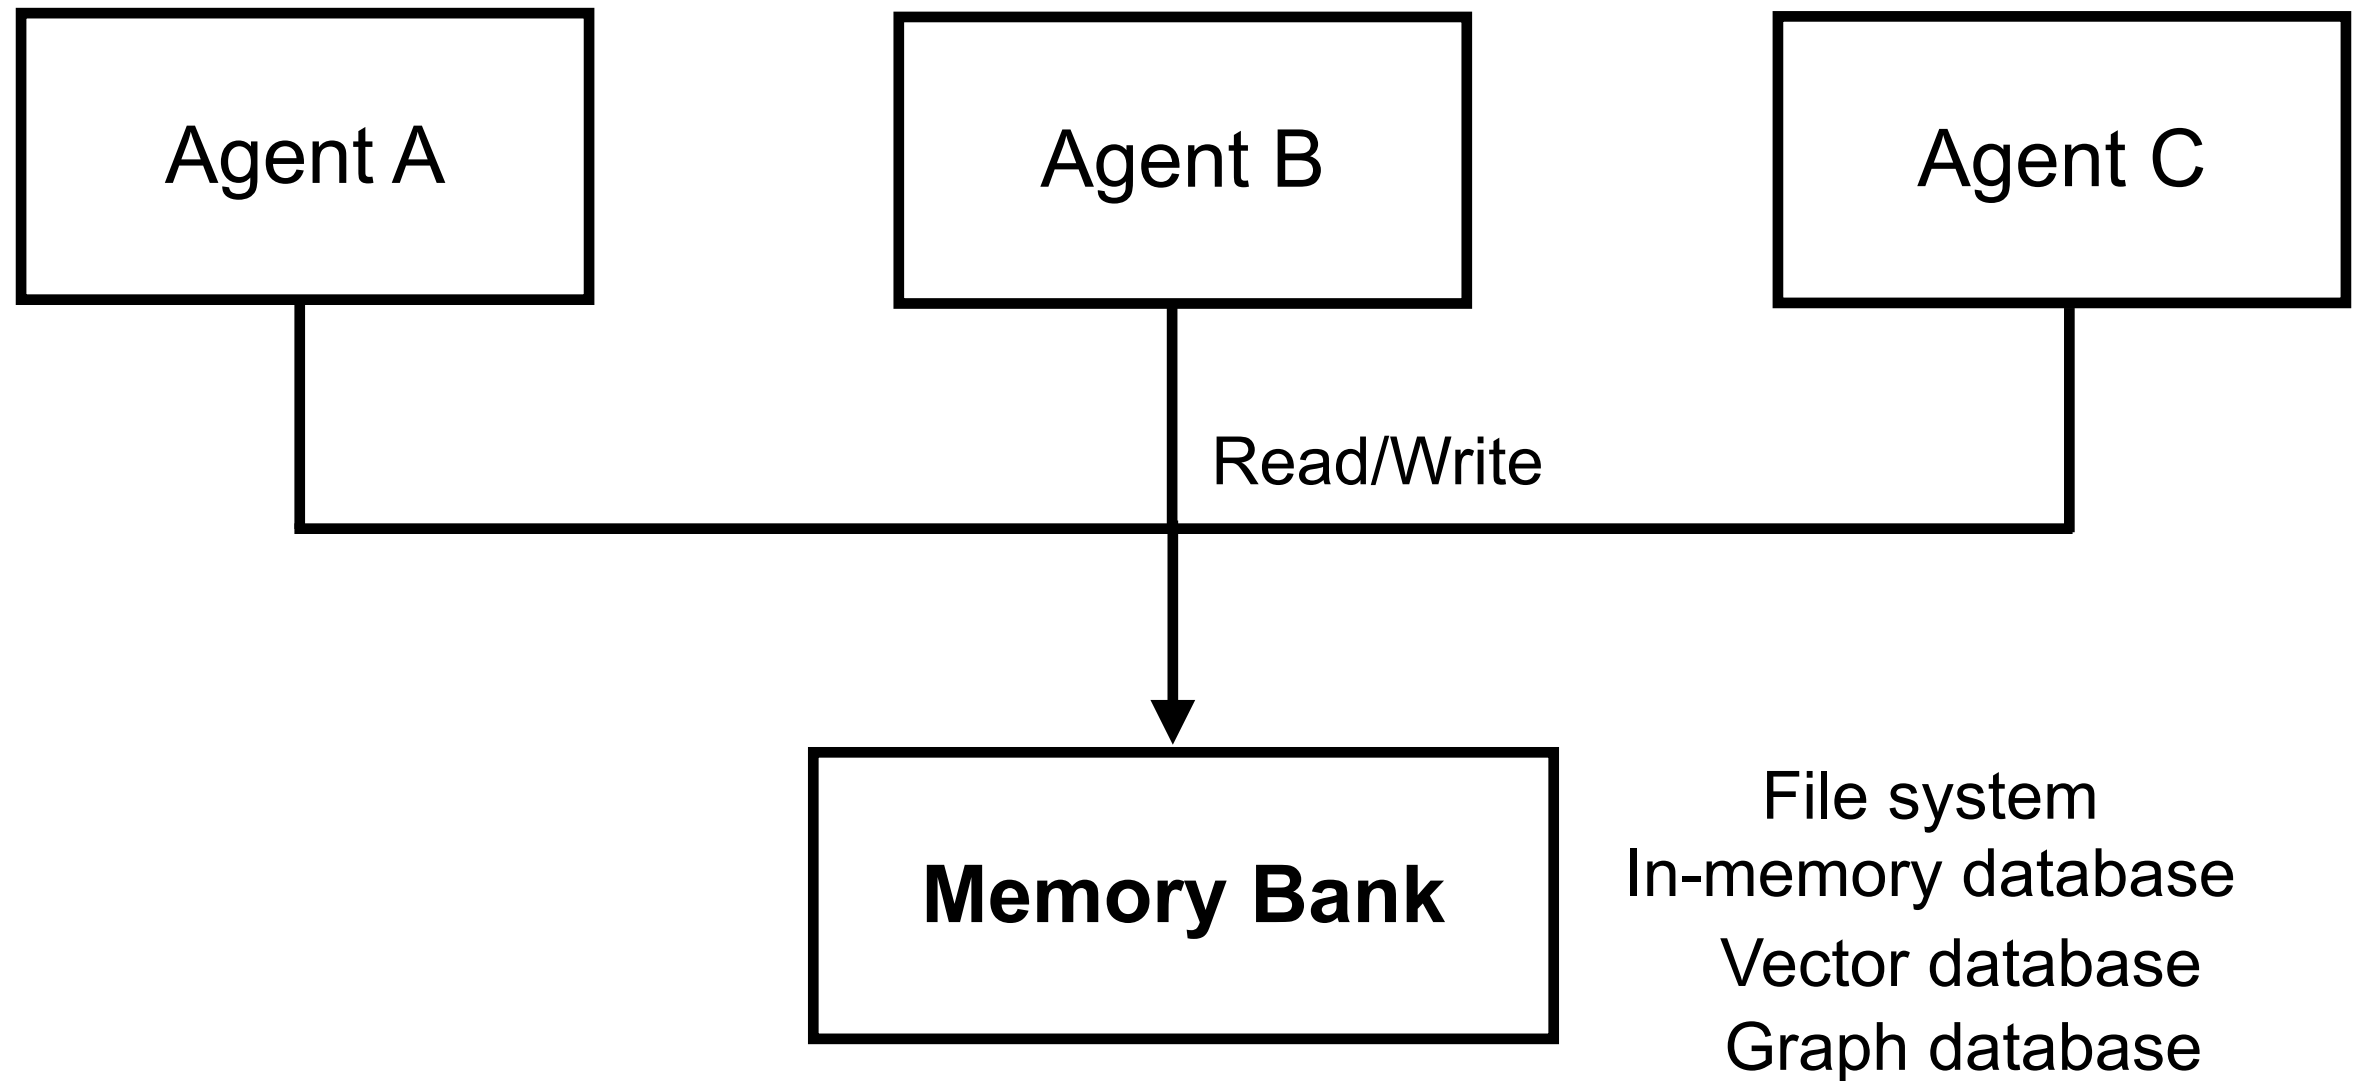 Agent A
Agent B
Agent C
Read/Write
Memory Bank
File system
In-memory database
Vector database
Graph database